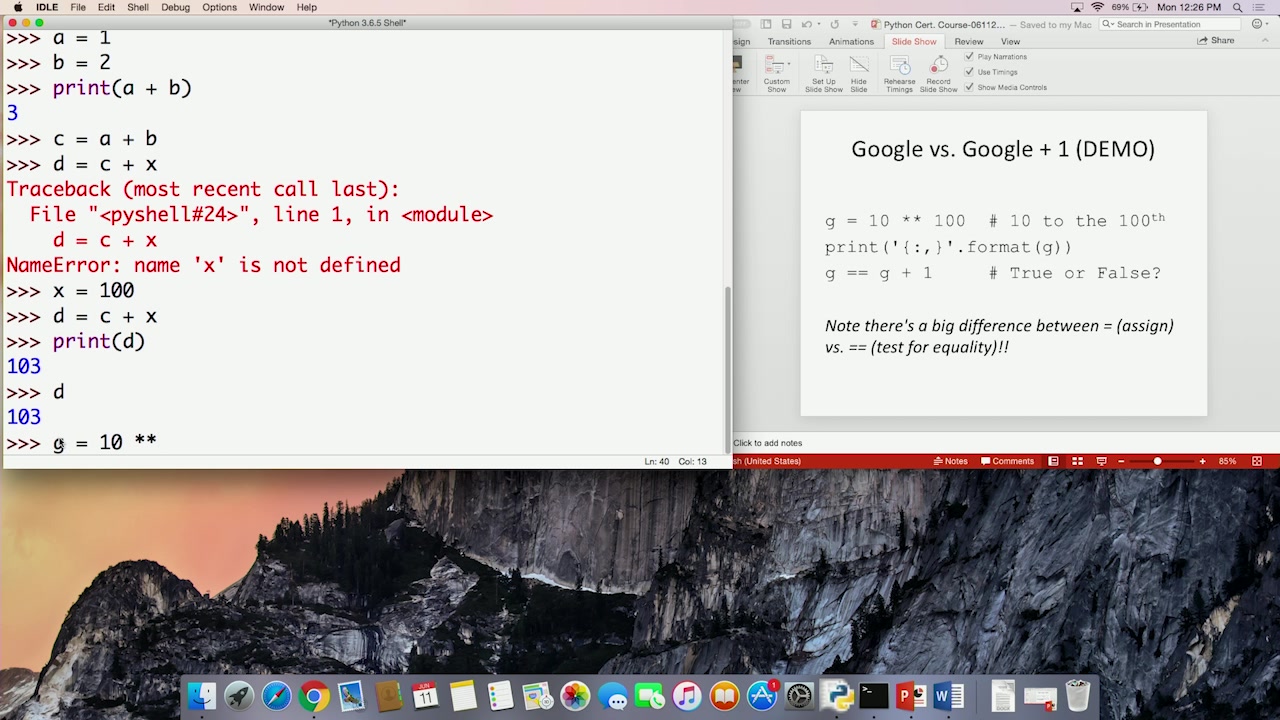 IDLE File Edit Shell Debug Options Window Help 69% Mon 12:26 PM
*Python 3.6.5 Shell*
>>> a = 1
>>> b = 2
>>> print(a + b)
3
>>> c = a + b
>>> d = c + x
Traceback (most recent call last):
File "<pyshell#24>", line 1, in <module>
d = c + x
NameError: name 'x' is not defined
>>> x = 100
>>> d = c + x
>>> print(d)
103
>>> d
103
>>> g = 10 **
Ln: 40 Col: 13
Python Cert. Course-06112... — Saved to my Mac
Search in Presentation
sign Transitions Animations Slide Show Review View Share
Custom Show
Set Up Slide Show
Hide Slide
Rehearse Timings
Record Slide Show
Play Narrations
Use Timings
Show Media Controls
Google vs. Google + 1 (DEMO)
g = 10 ** 100 # 10 to the 100th
print('{:,}'.format(g))
g == g + 1 # True or False?
Note there's a big difference between = (assign)
vs. == (test for equality)!!
Click to add notes
sh (United States) Notes Comments 85%
JUN
11
1